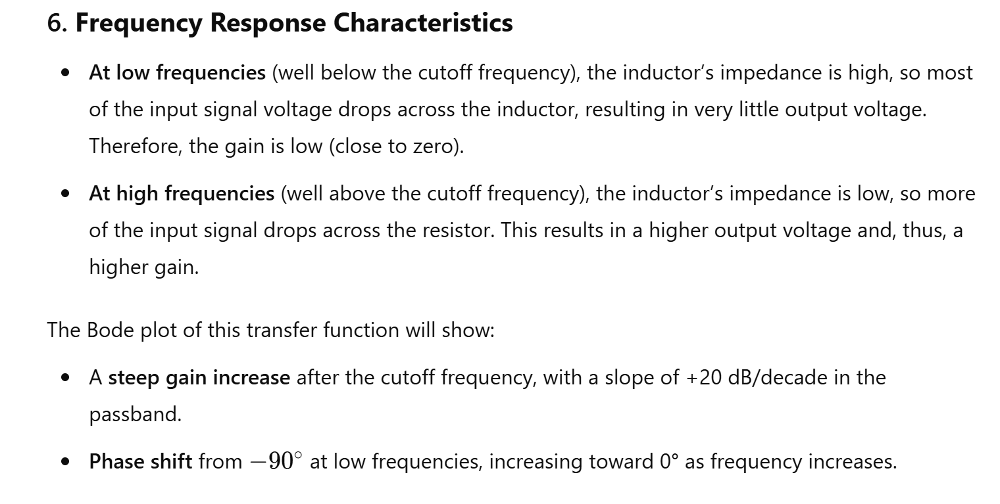 6. Frequency Response Characteristics
• At low frequencies (well below the cutoff frequency), the inductor’s impedance is high, so most
of the input signal voltage drops across the inductor, resulting in very little output voltage.
Therefore, the gain is low (close to zero).
• At high frequencies (well above the cutoff frequency), the inductor’s impedance is low, so more
of the input signal drops across the resistor. This results in a higher output voltage and, thus, a
higher gain.
The Bode plot of this transfer function will show:
• A steep gain increase after the cutoff frequency, with a slope of +20 dB/decade in the
passband.
• Phase shift from −90° at low frequencies, increasing toward 0° as frequency increases.